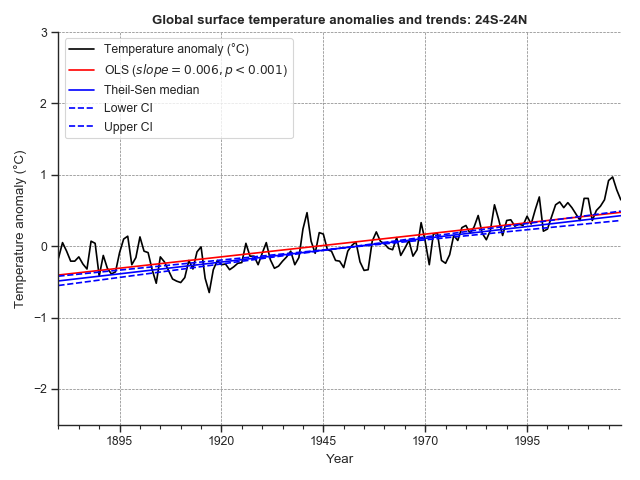 Global surface temperature anomalies and trends: 24S-24N
Temperature anomaly (°C)
OLS (slope = 0.006, p < 0.001)
Theil-Sen median
Lower CI
Upper CI
Temperature anomaly (°C)
3
2
1
0
−1
−2
1895
1920
1945
1970
1995
Year